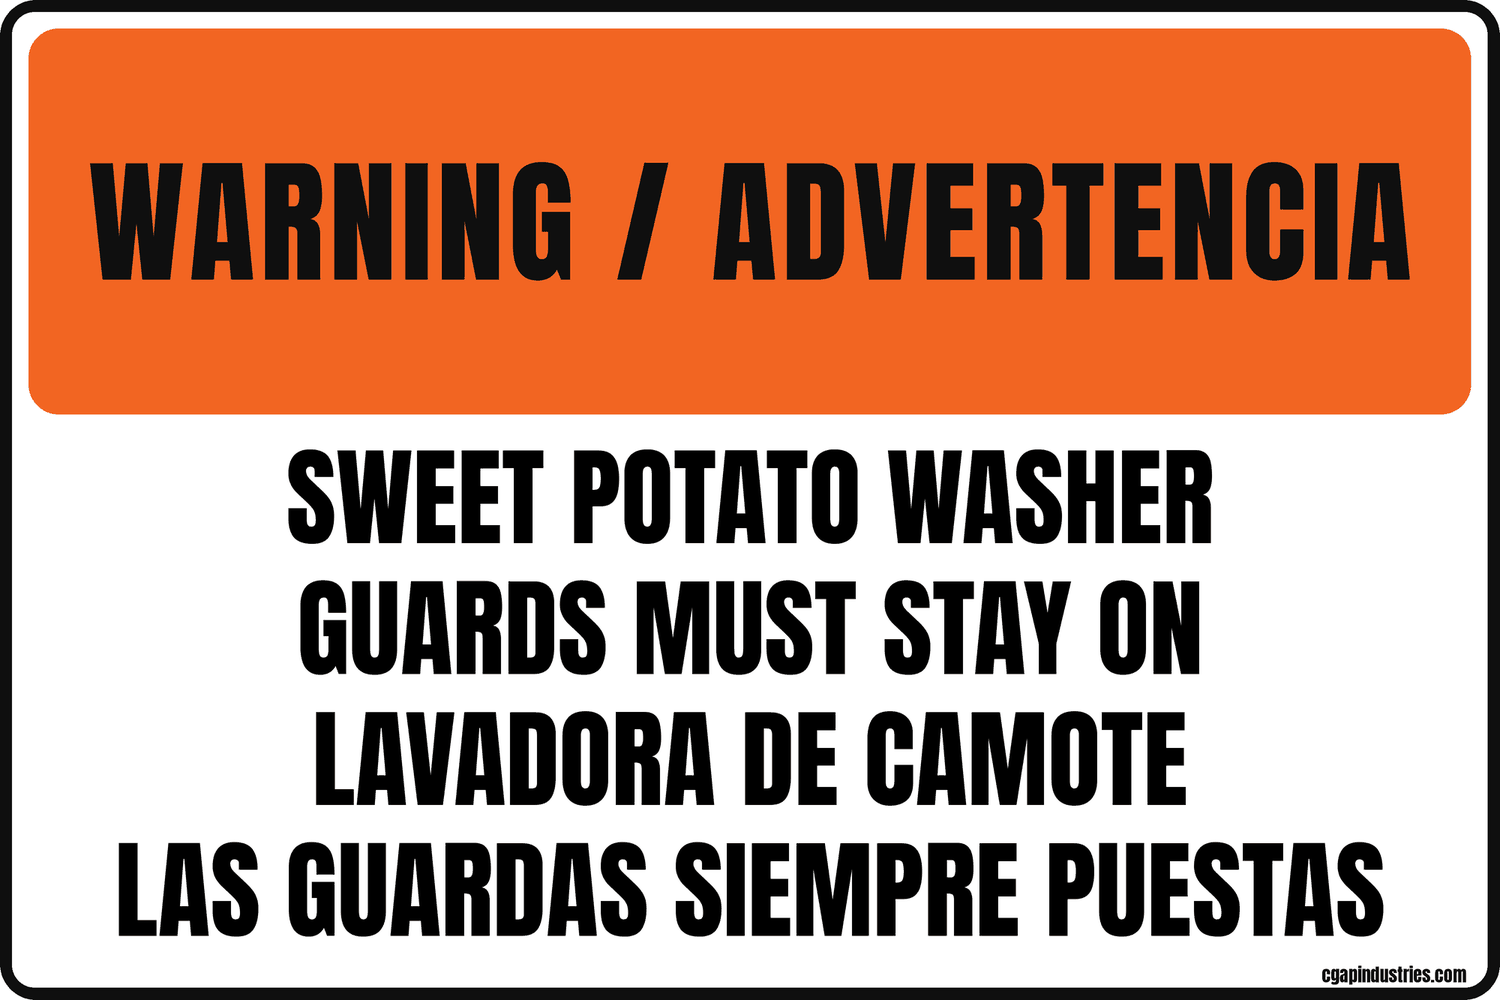 WARNING / ADVERTENCIA
SWEET POTATO WASHER
GUARDS MUST STAY ON
LAVADORA DE CAMOTE
LAS GUARDAS SIEMPRE PUESTAS
cgapindustries.com